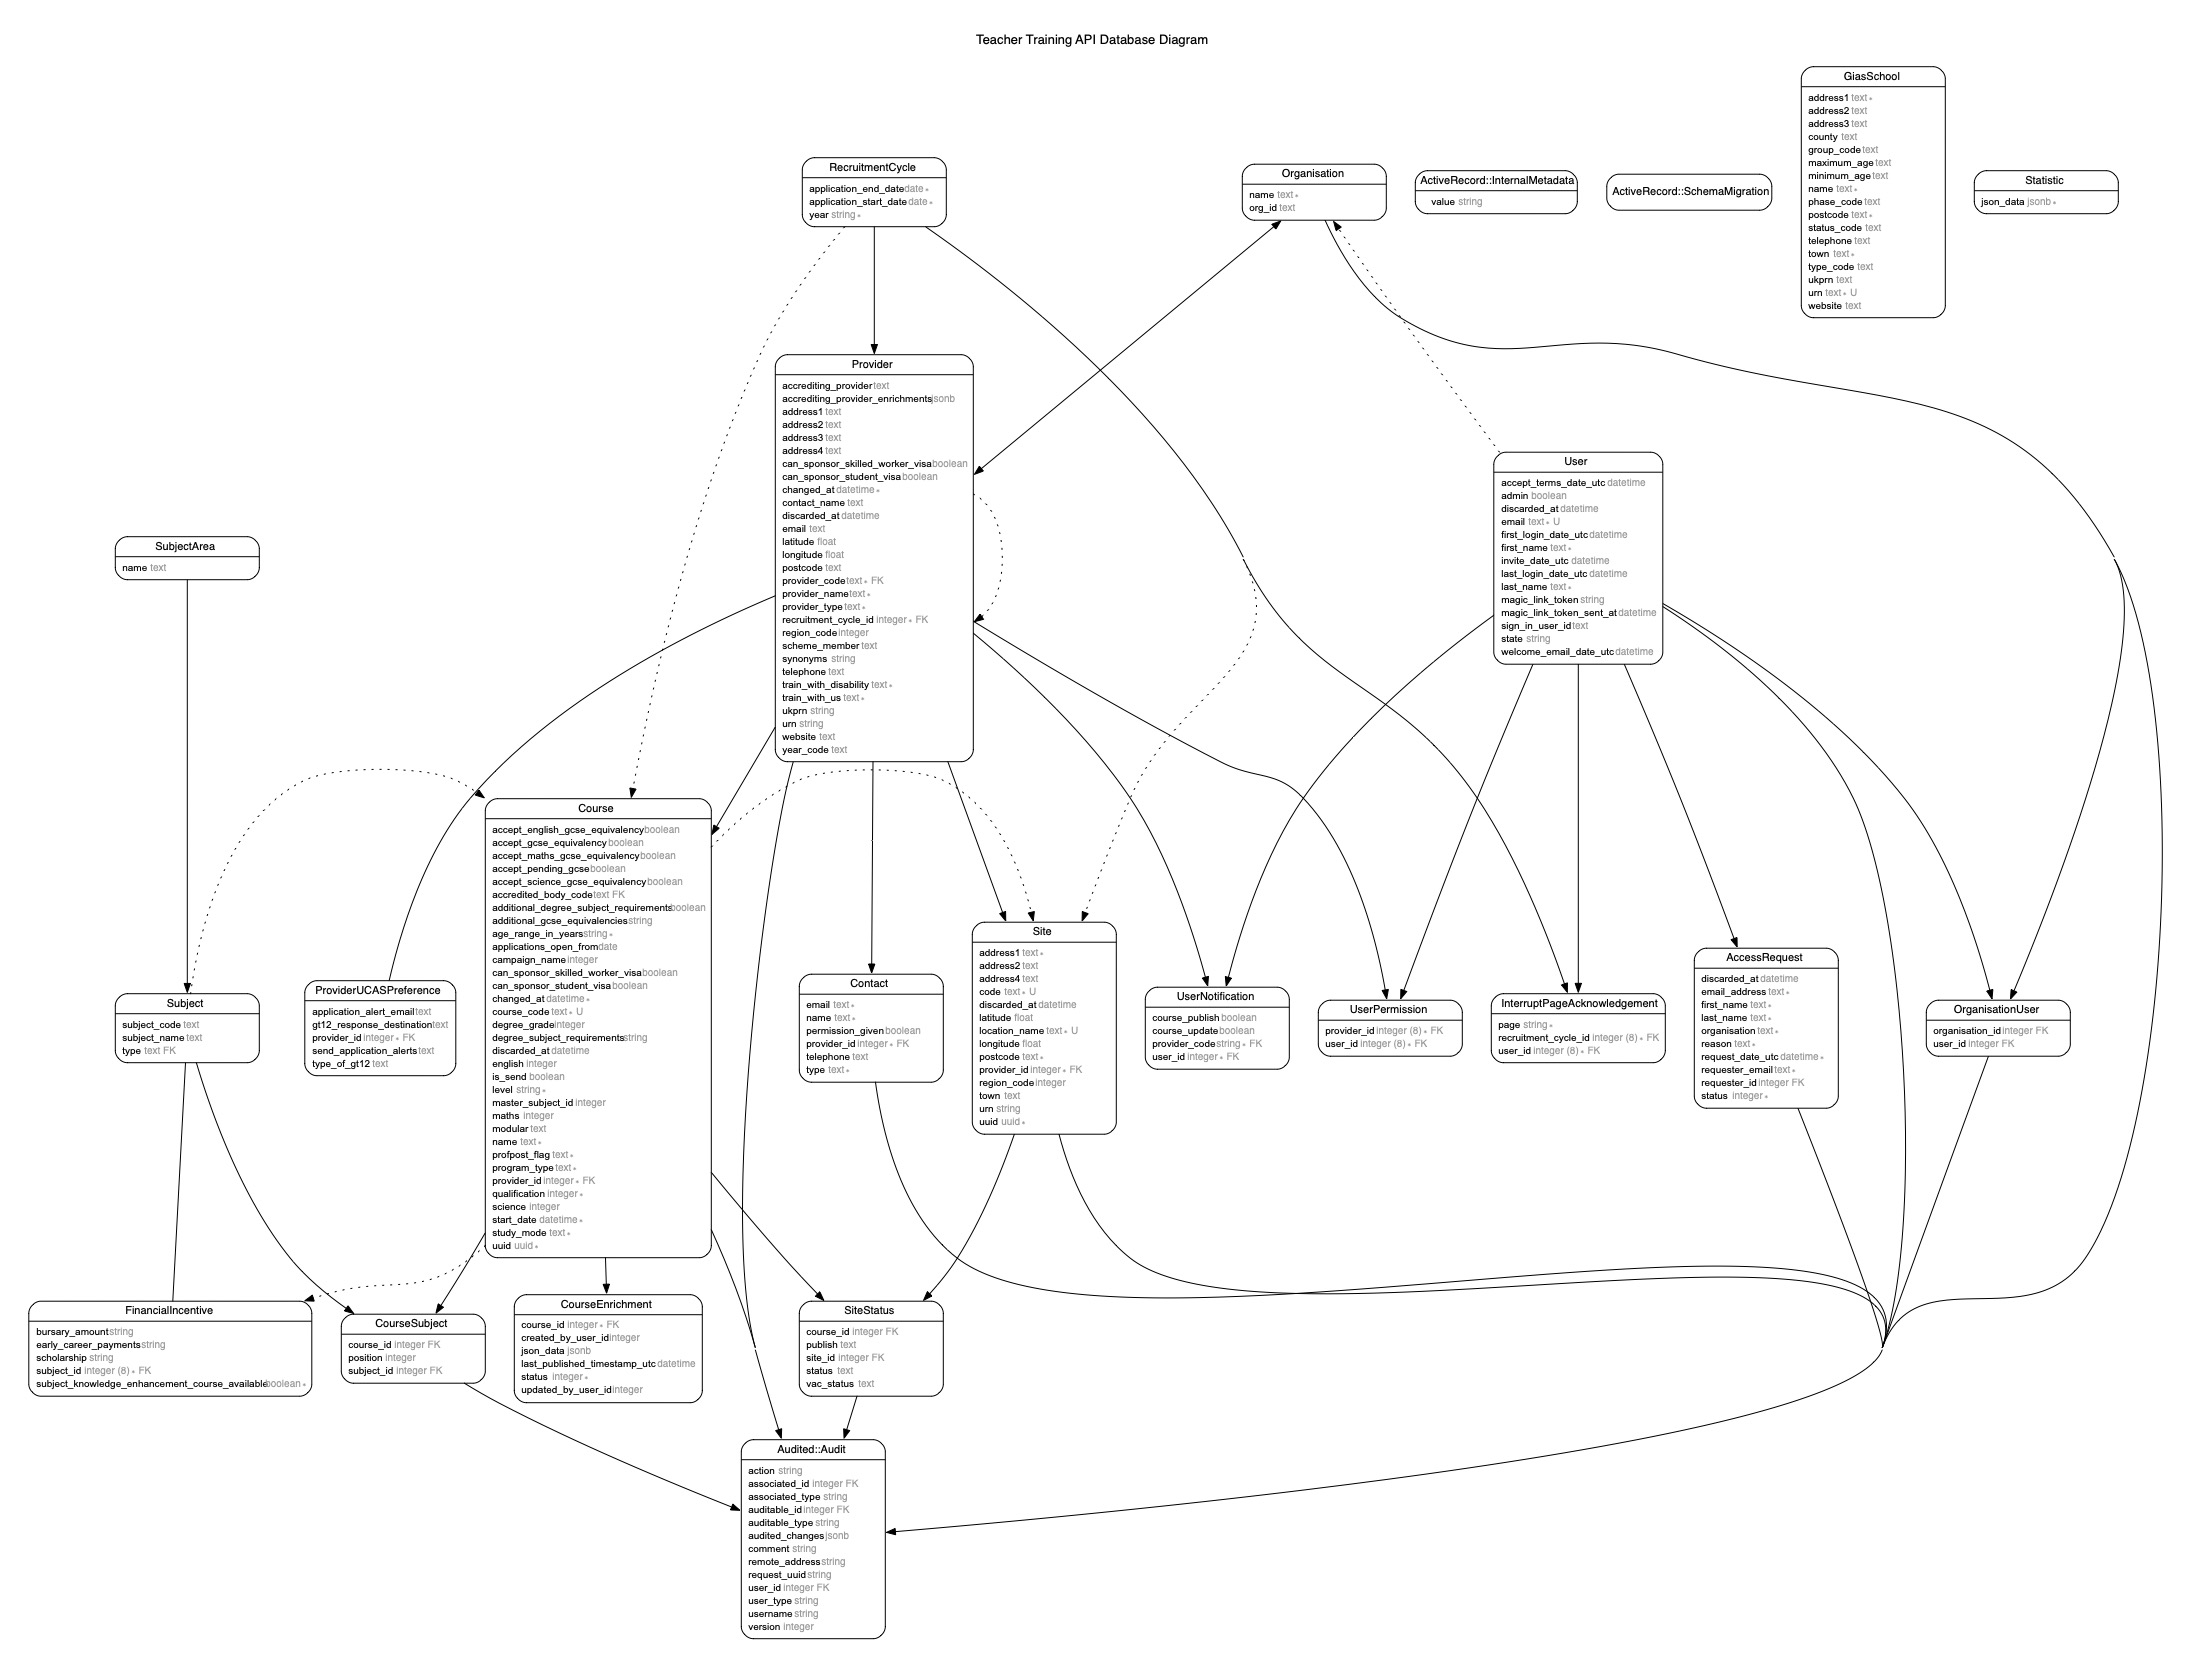 Teacher Training API Database Diagram
GiasSchool
address1 text *
address2 text
address3 text
county text
group_code text
maximum_age text
minimum_age text
name text *
phase_code text
postcode text *
status_code text
telephone text
town text *
type_code text
ukprn text
urn text * U
website text
RecruitmentCycle
application_end_date date *
application_start_date date *
year string *
Organisation
name text *
org_id text
ActiveRecord::InternalMetadata
value string
ActiveRecord::SchemaMigration
Statistic
json_data jsonb *
Provider
accrediting_provider text
accrediting_provider_enrichments jsonb
address1 text
address2 text
address3 text
address4 text
can_sponsor_skilled_worker_visa boolean
can_sponsor_student_visa boolean
changed_at datetime *
contact_name text
discarded_at datetime
email text
latitude float
longitude float
postcode text
provider_code text * FK
provider_name text *
provider_type text *
recruitment_cycle_id integer * FK
region_code integer
scheme_member text
synonyms string
telephone text
train_with_disability text *
train_with_us text *
ukprn string
urn string
website text
year_code text
User
accept_terms_date_utc datetime
admin boolean
discarded_at datetime
email text * U
first_login_date_utc datetime
first_name text *
invite_date_utc datetime
last_login_date_utc datetime
last_name text *
magic_link_token string
magic_link_token_sent_at datetime
sign_in_user_id text
state string
welcome_email_date_utc datetime
SubjectArea
name text
Course
accept_english_gcse_equivalency boolean
accept_gcse_equivalency boolean
accept_maths_gcse_equivalency boolean
accept_pending_gcse boolean
accept_science_gcse_equivalency boolean
accredited_body_code text FK
additional_degree_subject_requirements boolean
additional_gcse_equivalencies string
age_range_in_years string *
applications_open_from date
campaign_name integer
can_sponsor_skilled_worker_visa boolean
can_sponsor_student_visa boolean
changed_at datetime *
course_code text * U
degree_grade integer
degree_subject_requirements string
discarded_at datetime
english integer
is_send boolean
level string *
master_subject_id integer
maths integer
modular text
name text *
profpost_flag text *
program_type text *
provider_id integer * FK
qualification integer *
science integer
start_date datetime *
study_mode text *
uuid uuid *
Subject
subject_code text
subject_name text
type text FK
ProviderUCASPreference
application_alert_email text
gt12_response_destination text
provider_id integer * FK
send_application_alerts text
type_of_gt12 text
Contact
email text *
name text *
permission_given boolean
provider_id integer * FK
telephone text
type text *
Site
address1 text *
address2 text
address4 text
code text * U
discarded_at datetime
latitude float
location_name text * U
longitude float
postcode text *
provider_id integer * FK
region_code integer
town text
urn string
uuid uuid *
UserNotification
course_publish boolean
course_update boolean
provider_code string * FK
user_id integer * FK
UserPermission
provider_id integer (8) * FK
user_id integer (8) * FK
InterruptPageAcknowledgement
page string *
recruitment_cycle_id integer (8) * FK
user_id integer (8) * FK
AccessRequest
discarded_at datetime
email_address text *
first_name text *
last_name text *
organisation text *
reason text *
request_date_utc datetime *
requester_email text *
requester_id integer FK
status integer *
OrganisationUser
organisation_id integer FK
user_id integer FK
FinancialIncentive
bursary_amount string
early_career_payments string
scholarship string
subject_id integer (8) * FK
subject_knowledge_enhancement_course_available boolean *
CourseSubject
course_id integer FK
position integer
subject_id integer FK
CourseEnrichment
course_id integer * FK
created_by_user_id integer
json_data jsonb
last_published_timestamp_utc datetime
status integer *
updated_by_user_id integer
SiteStatus
course_id integer FK
publish text
site_id integer FK
status text
vac_status text
Audited::Audit
action string
associated_id integer FK
associated_type string
auditable_id integer FK
auditable_type string
audited_changes jsonb
comment string
remote_address string
request_uuid string
user_id integer FK
user_type string
username string
version integer